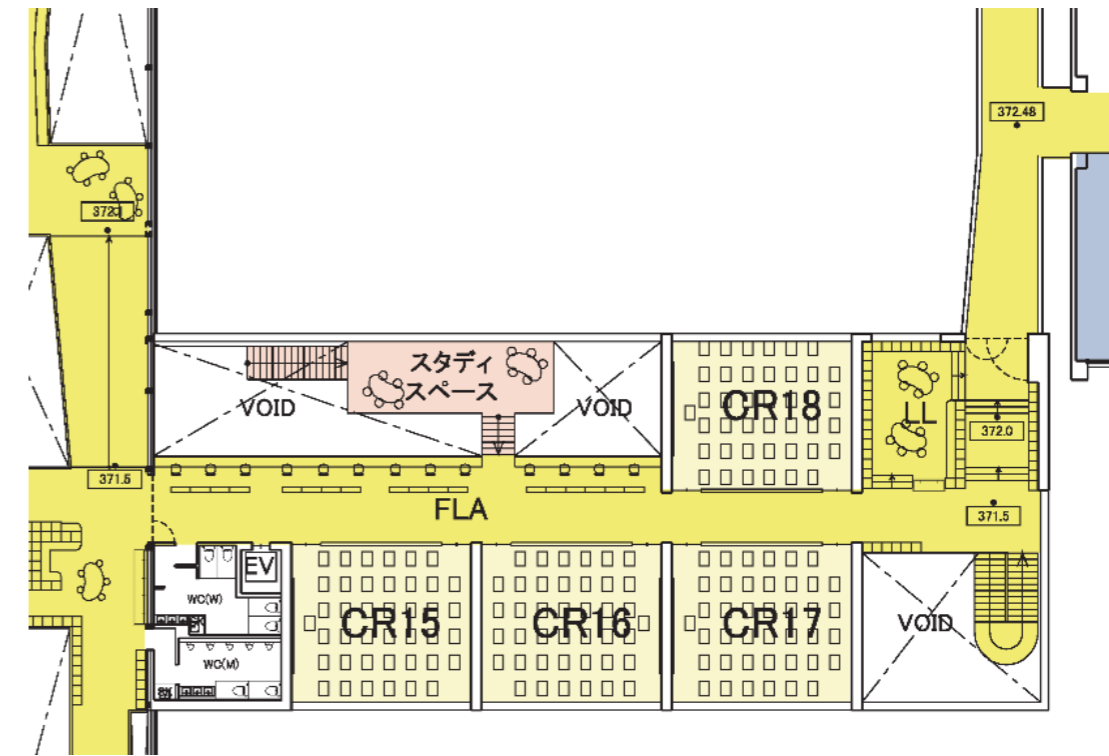 372.48
372.1
スタディ
スペース
VOID
VOID
CR18
LL
372.0
371.5
FLA
371.5
EV
WC(W)
CR15
CR16
CR17
VOID
WC(M)